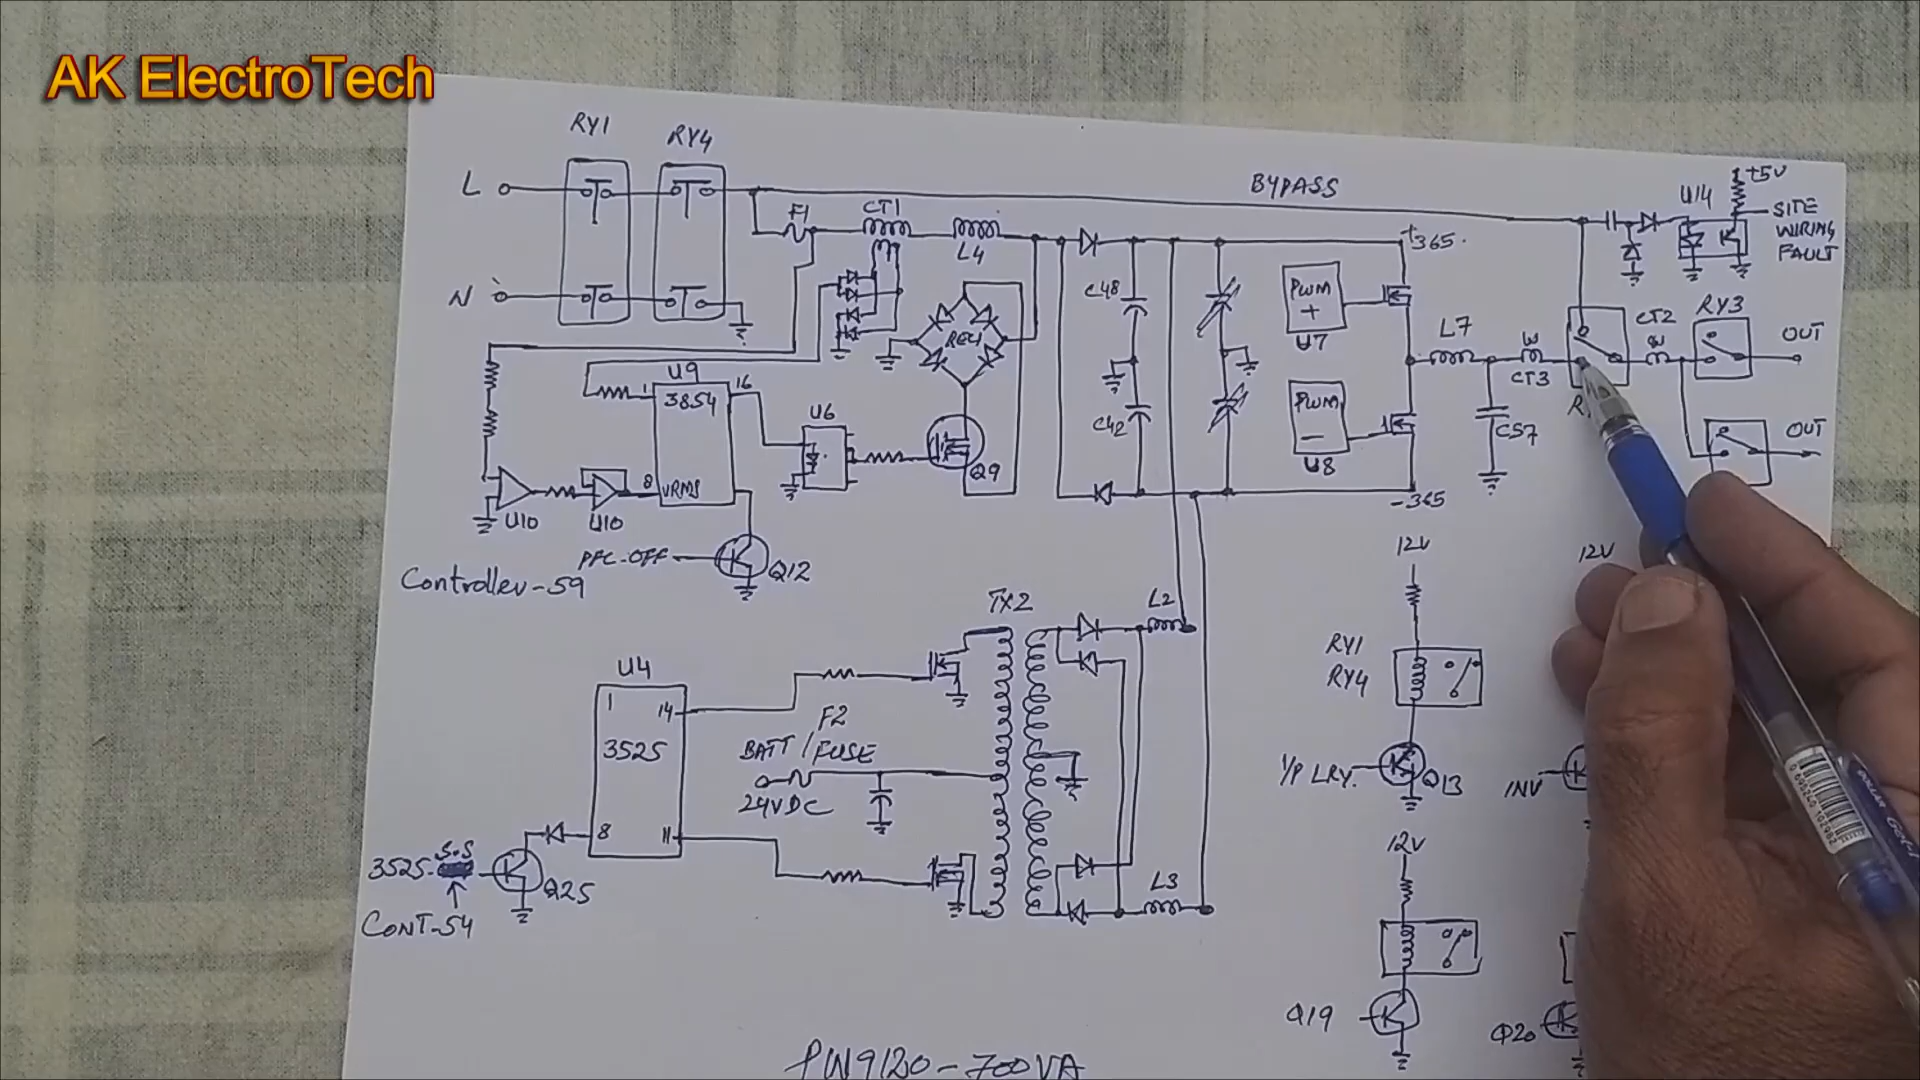 AK ElectroTech
RY1
RY4
L
BYPASS
N
F1
CT1
L4
+365.
U14
+5V
SITE
WIRING
FAULT
C48
REC1
PWM
+
U7
L7
CT2
RY3
OUT
CT3
U9
1
16
3854
8
VRMS
U6
Q9
C42
PWM
-
U8
C57
OUT
U10
U10
-365
PFC-OFF
Q12
Controller-59
12V
12V
TX2
L2
RY1
RY4
I/P LRY.
Q13
INV
U4
1
14
3525
8
11
F2
BATT/FUSE
24VDC
3525-S.S
Q25
CONT-54
L3
12V
Q19
Q20
PW9120-700VA
DOLLAR